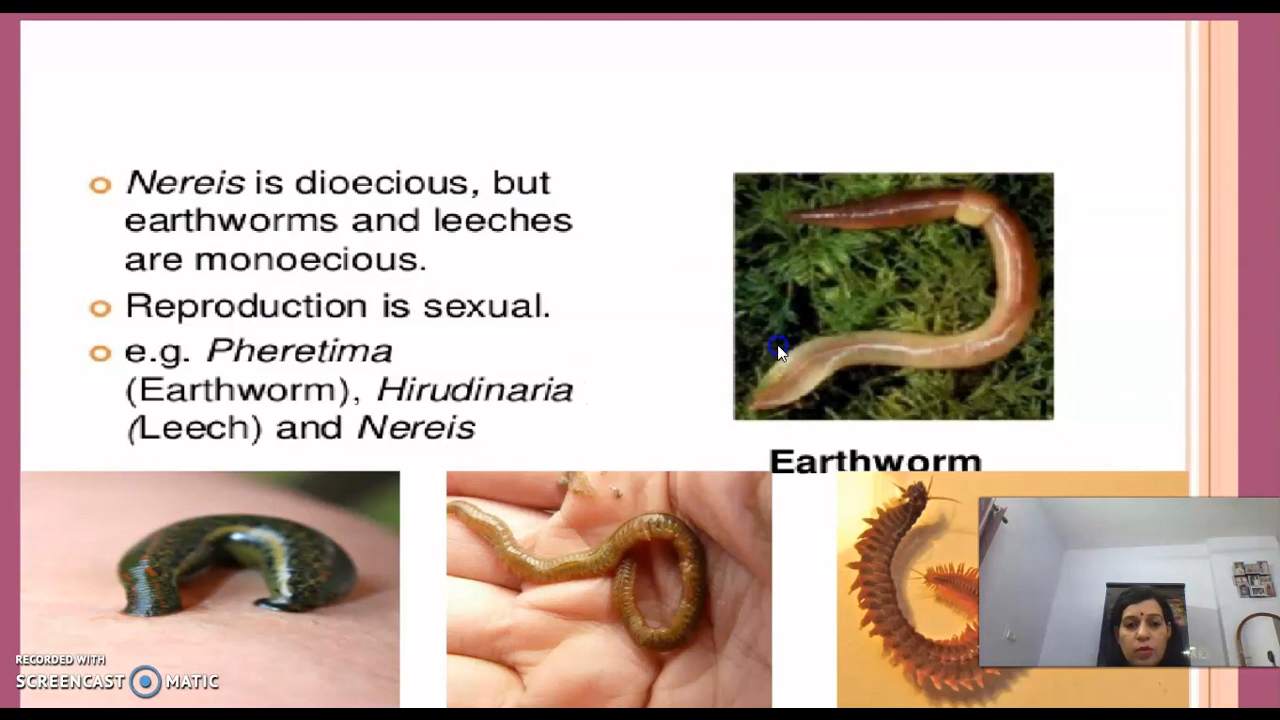 Nereis is dioecious, but
earthworms and leeches
are monoecious.
Reproduction is sexual.
e.g. Pheretima
(Earthworm), Hirudinaria
(Leech) and Nereis
Earthworm
RECORDED WITH
SCREENCAST MATIC